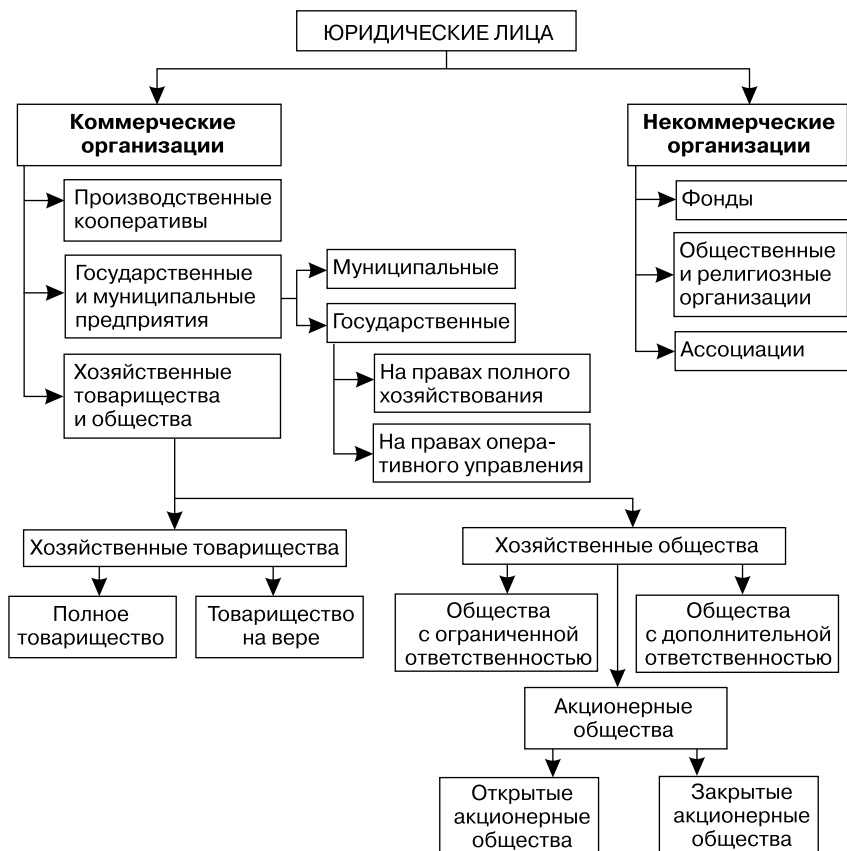 ЮРИДИЧЕСКИЕ ЛИЦА
Коммерческие
организации
Некоммерческие
организации
Производственные
кооперативы
Фонды
Государственные
и муниципальные
предприятия
Муниципальные
Государственные
Общественные
и религиозные
организации
Хозяйственные
товарищества
и общества
На правах полного
хозяйствования
Ассоциации
На правах опера-
тивного управления
Хозяйственные товарищества
Хозяйственные общества
Полное
товарищество
Товарищество
на вере
Общества
с ограниченной
ответственностью
Общества
с дополнительной
ответственностью
Акционерные
общества
Открытые
акционерные
общества
Закрытые
акционерные
общества